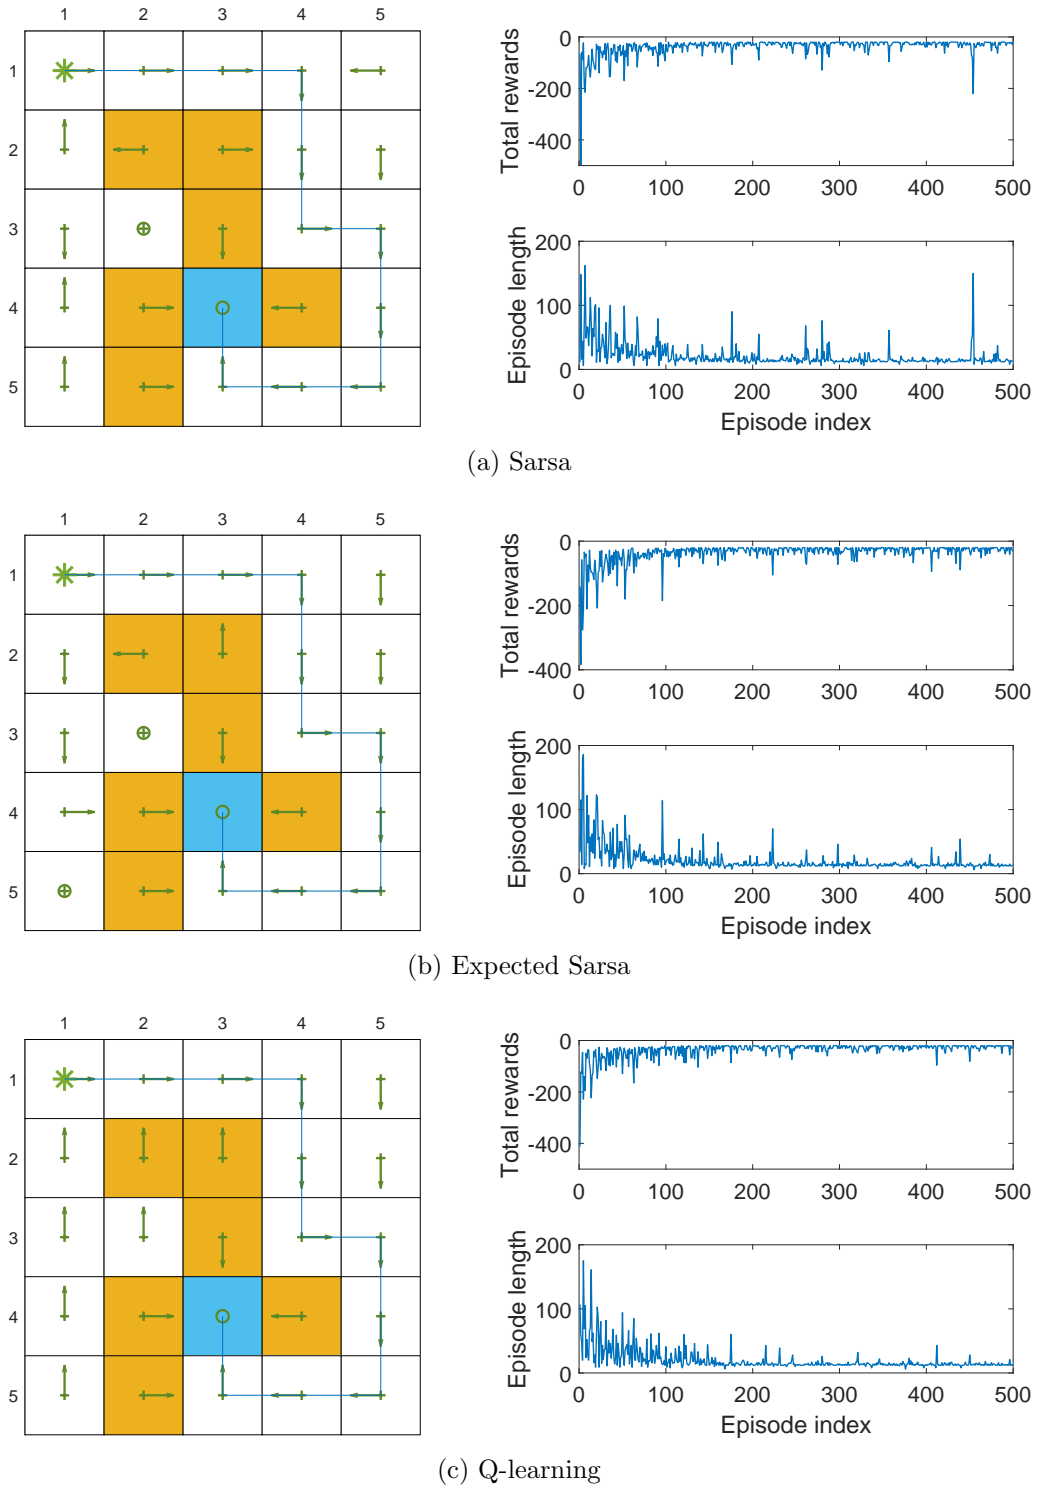 1 2 3 4 5
1
2
3
4
5
Total rewards
0
-200
-400
0 100 200 300 400 500
Episode length
200
100
0
0 100 200 300 400 500
Episode index
(a) Sarsa
1 2 3 4 5
1
2
3
4
5
Total rewards
0
-200
-400
0 100 200 300 400 500
Episode length
200
100
0
0 100 200 300 400 500
Episode index
(b) Expected Sarsa
1 2 3 4 5
1
2
3
4
5
Total rewards
0
-200
-400
0 100 200 300 400 500
Episode length
200
100
0
0 100 200 300 400 500
Episode index
(c) Q-learning